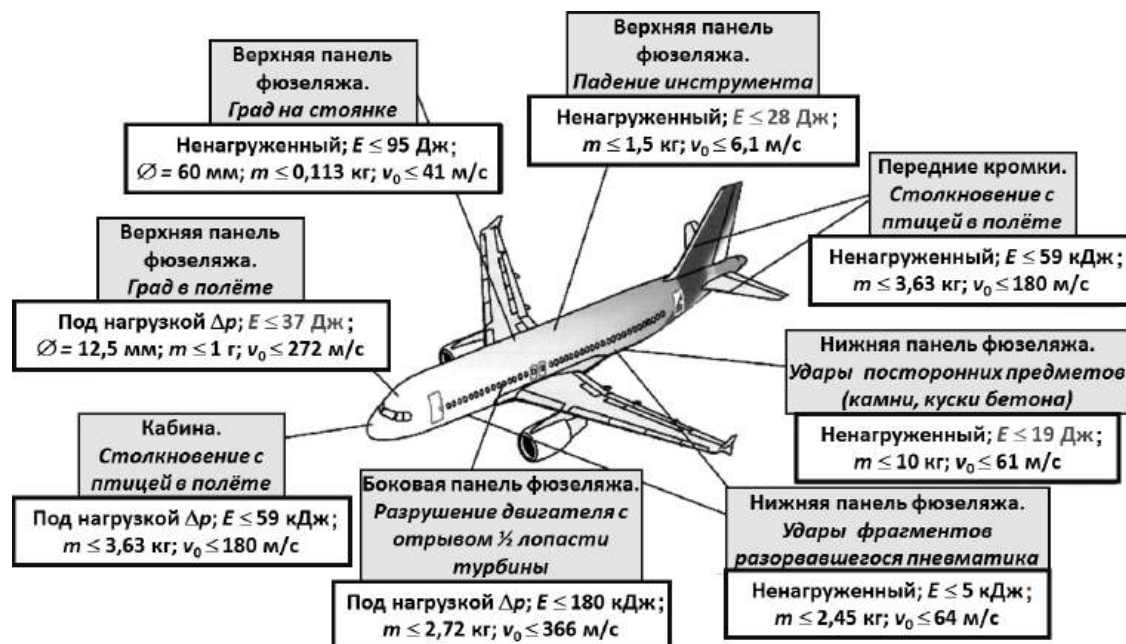 Верхняя панель
фюзеляжа.
Град на стоянке
Ненагруженный; E ≤ 95 Дж;
∅ = 60 мм; m ≤ 0,113 кг; v₀ ≤ 41 м/с
Верхняя панель
фюзеляжа.
Падение инструмента
Ненагруженный; E ≤ 28 Дж;
m ≤ 1,5 кг; v₀ ≤ 6,1 м/с
Передние кромки.
Столкновение с
птицей в полёте
Ненагруженный; E ≤ 59 кДж;
m ≤ 3,63 кг; v₀ ≤ 180 м/с
Верхняя панель
фюзеляжа.
Град в полёте
Под нагрузкой Δp; E ≤ 37 Дж;
∅ = 12,5 мм; m ≤ 1 г; v₀ ≤ 272 м/с
Нижняя панель фюзеляжа.
Удары посторонних предметов
(камни, куски бетона)
Ненагруженный; E ≤ 19 Дж;
m ≤ 10 кг; v₀ ≤ 61 м/с
Кабина.
Столкновение с
птицей в полёте
Под нагрузкой Δp; E ≤ 59 кДж;
m ≤ 3,63 кг; v₀ ≤ 180 м/с
Боковая панель фюзеляжа.
Разрушение двигателя с
отрывом ½ лопасти
турбины
Под нагрузкой Δp; E ≤ 180 кДж;
m ≤ 2,72 кг; v₀ ≤ 366 м/с
Нижняя панель фюзеляжа.
Удары фрагментов
разорвавшегося пневматика
Ненагруженный; E ≤ 5 кДж;
m ≤ 2,45 кг; v₀ ≤ 64 м/с